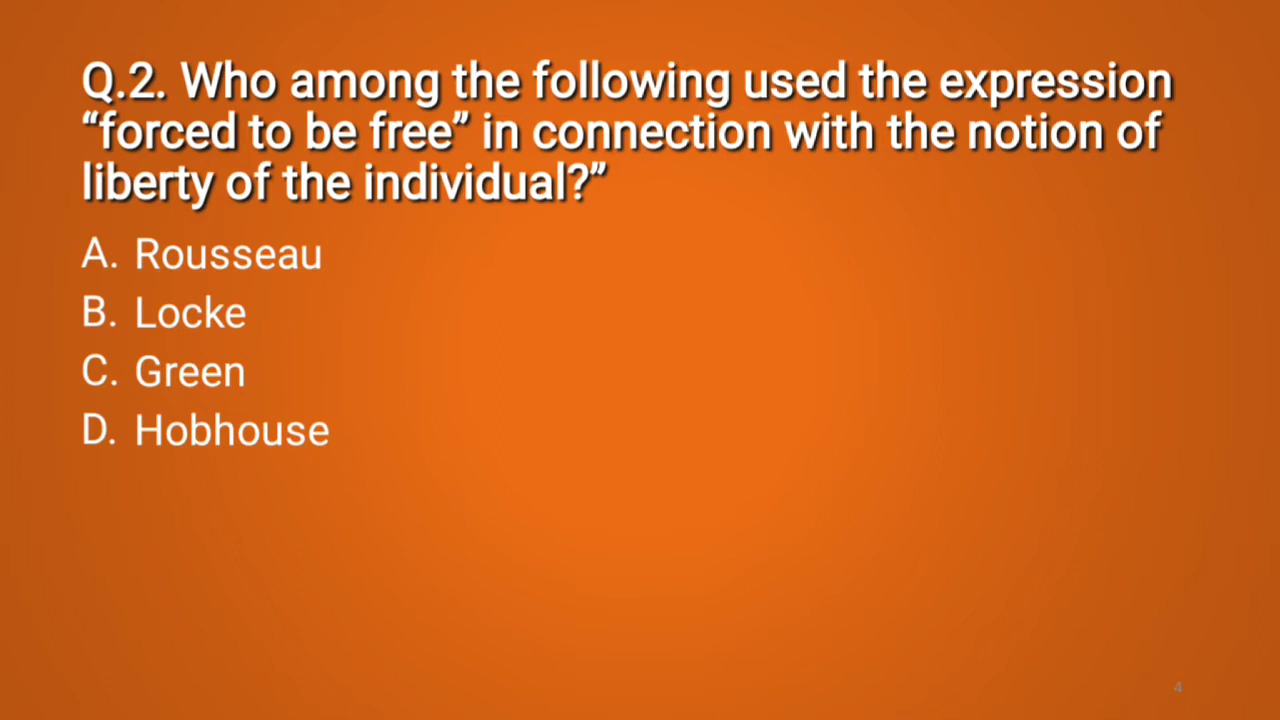 Q.2. Who among the following used the expression
“forced to be free” in connection with the notion of
liberty of the individual?”
A. Rousseau
B. Locke
C. Green
D. Hobhouse
4